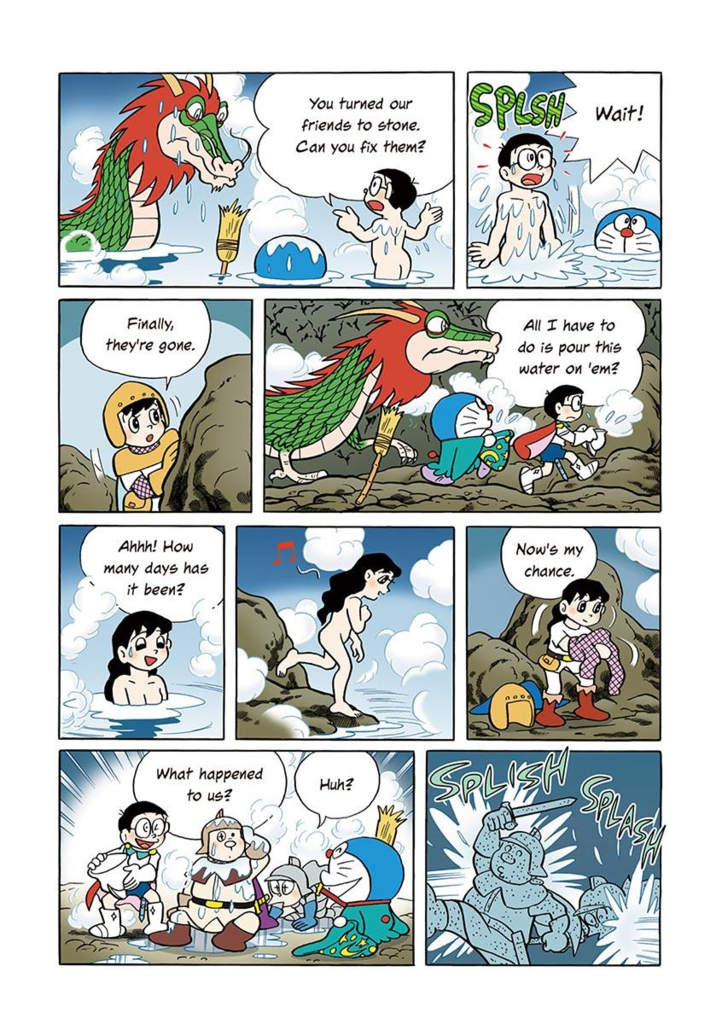 SPLSH
Wait!
You turned our
friends to stone.
Can you fix them?
All I have to
do is pour this
water on 'em?
Finally,
they're gone.
Now's my
chance.
Ahhh! How
many days has
it been?
SPLISH
SPLASH
Huh?
What happened
to us?